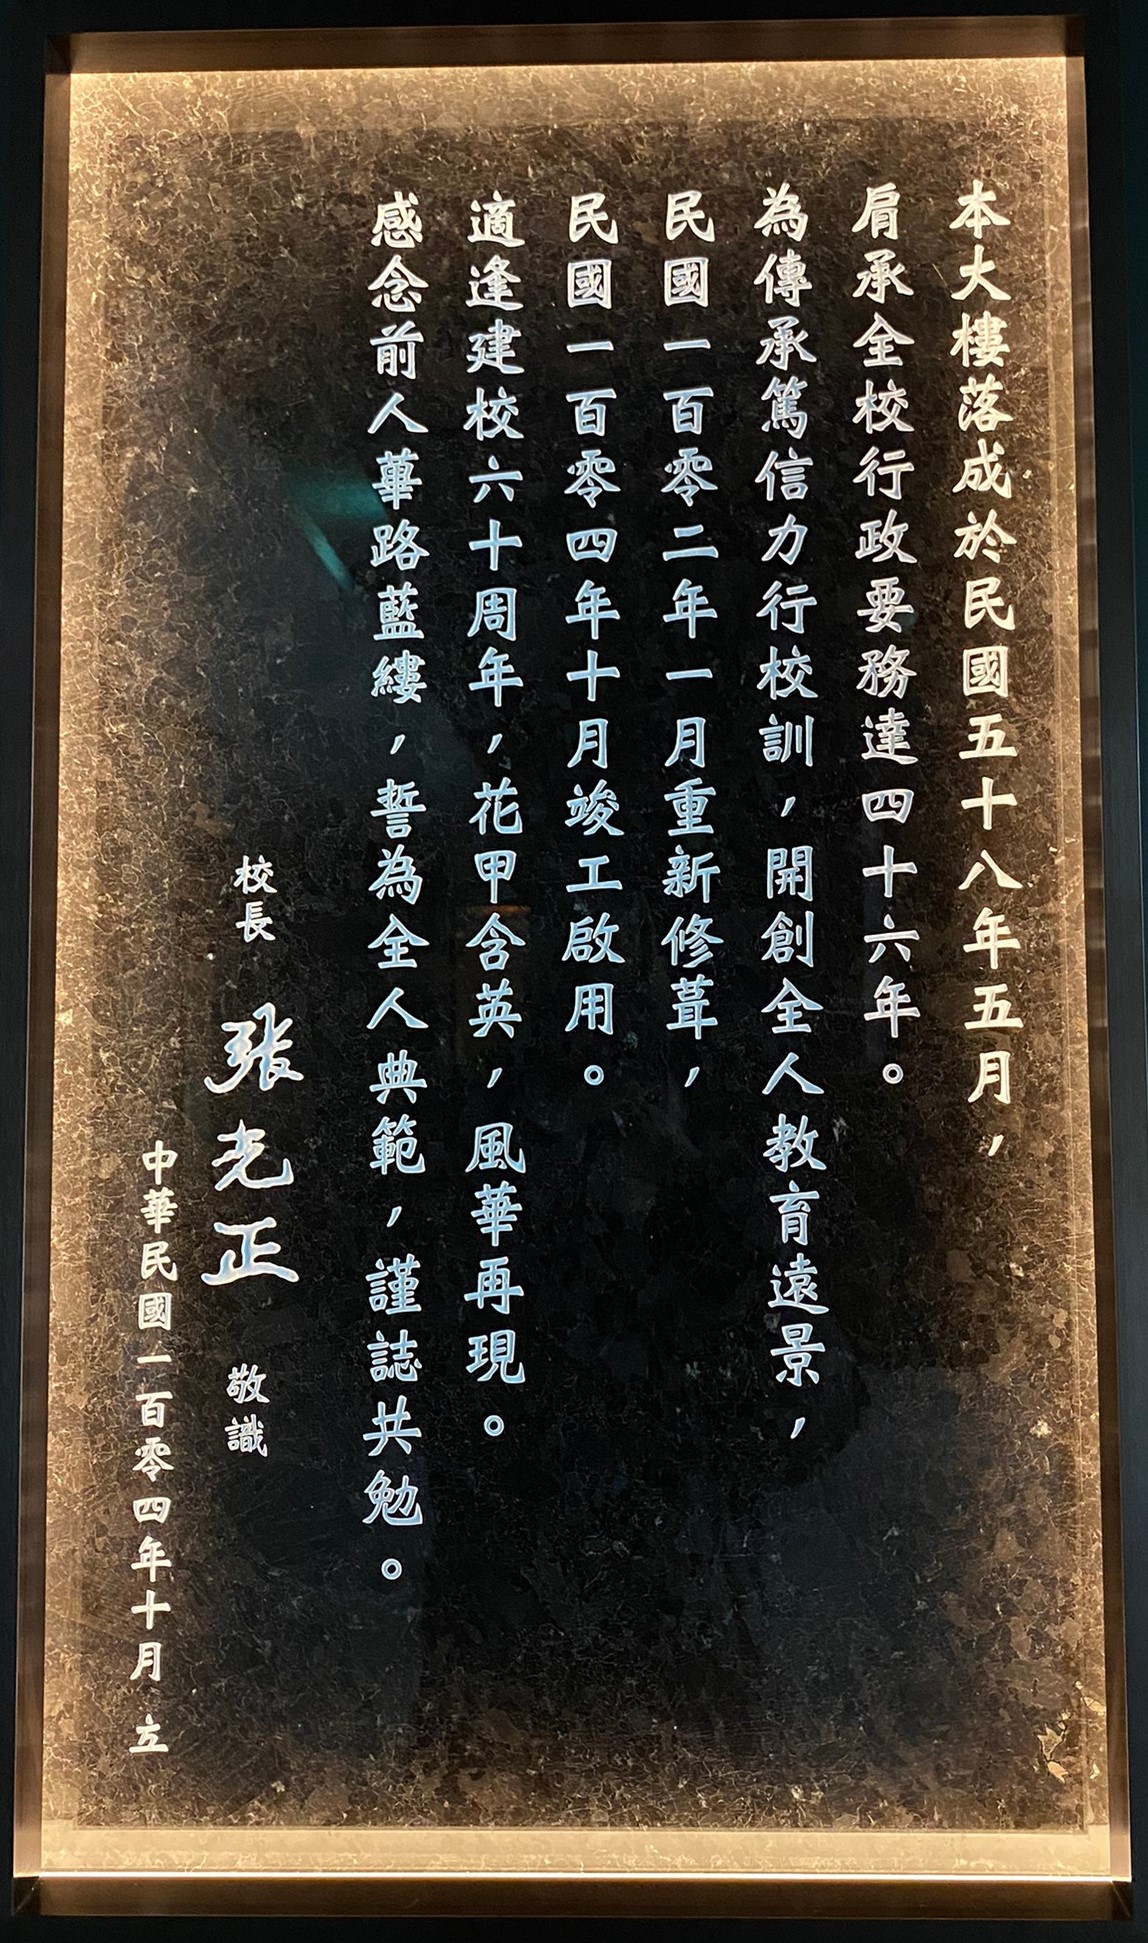 本大樓落成於民國五十八年五月，
肩承全校行政要務達四十六年。
為傳承篤信力行校訓，開創全人教育遠景，
民國一百零二年一月重新修葺，
民國一百零四年十月竣工啟用。
適逢建校六十周年，花甲含英，風華再現。
感念前人蓽路藍縷，誓為全人典範，謹誌共勉。
校長 張光正 敬識
中華民國一百零四年十月 立